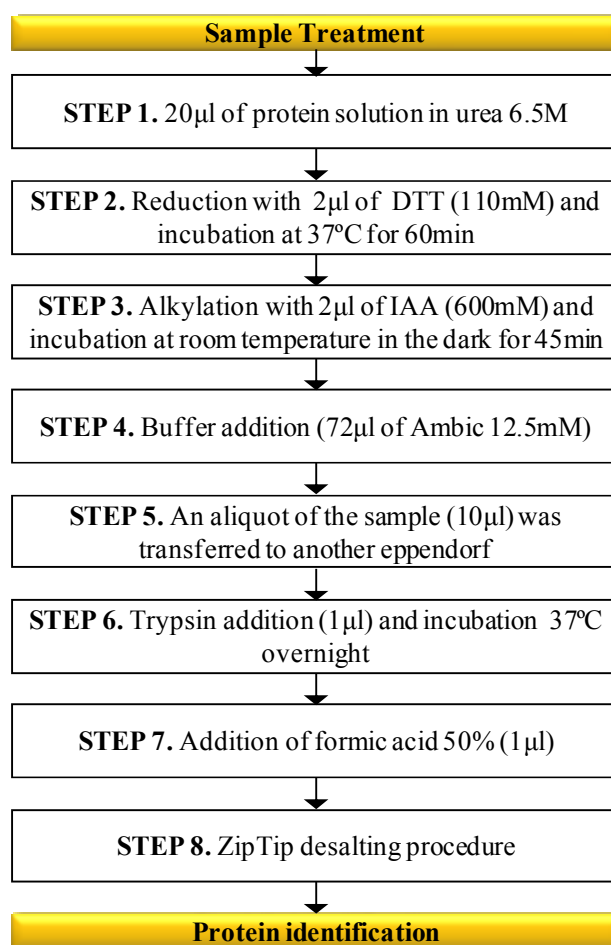 Sample Treatment
STEP 1. 20µl of protein solution in urea 6.5M
STEP 2. Reduction with 2µl of DTT (110mM) and
incubation at 37ºC for 60min
STEP 3. Alkylation with 2µl of IAA (600mM) and
incubation at room temperature in the dark for 45min
STEP 4. Buffer addition (72µl of Ambic 12.5mM)
STEP 5. An aliquot of the sample (10µl) was
transferred to another eppendorf
STEP 6. Trypsin addition (1µl) and incubation 37ºC
overnight
STEP 7. Addition of formic acid 50% (1µl)
STEP 8. ZipTip desalting procedure
Protein identification